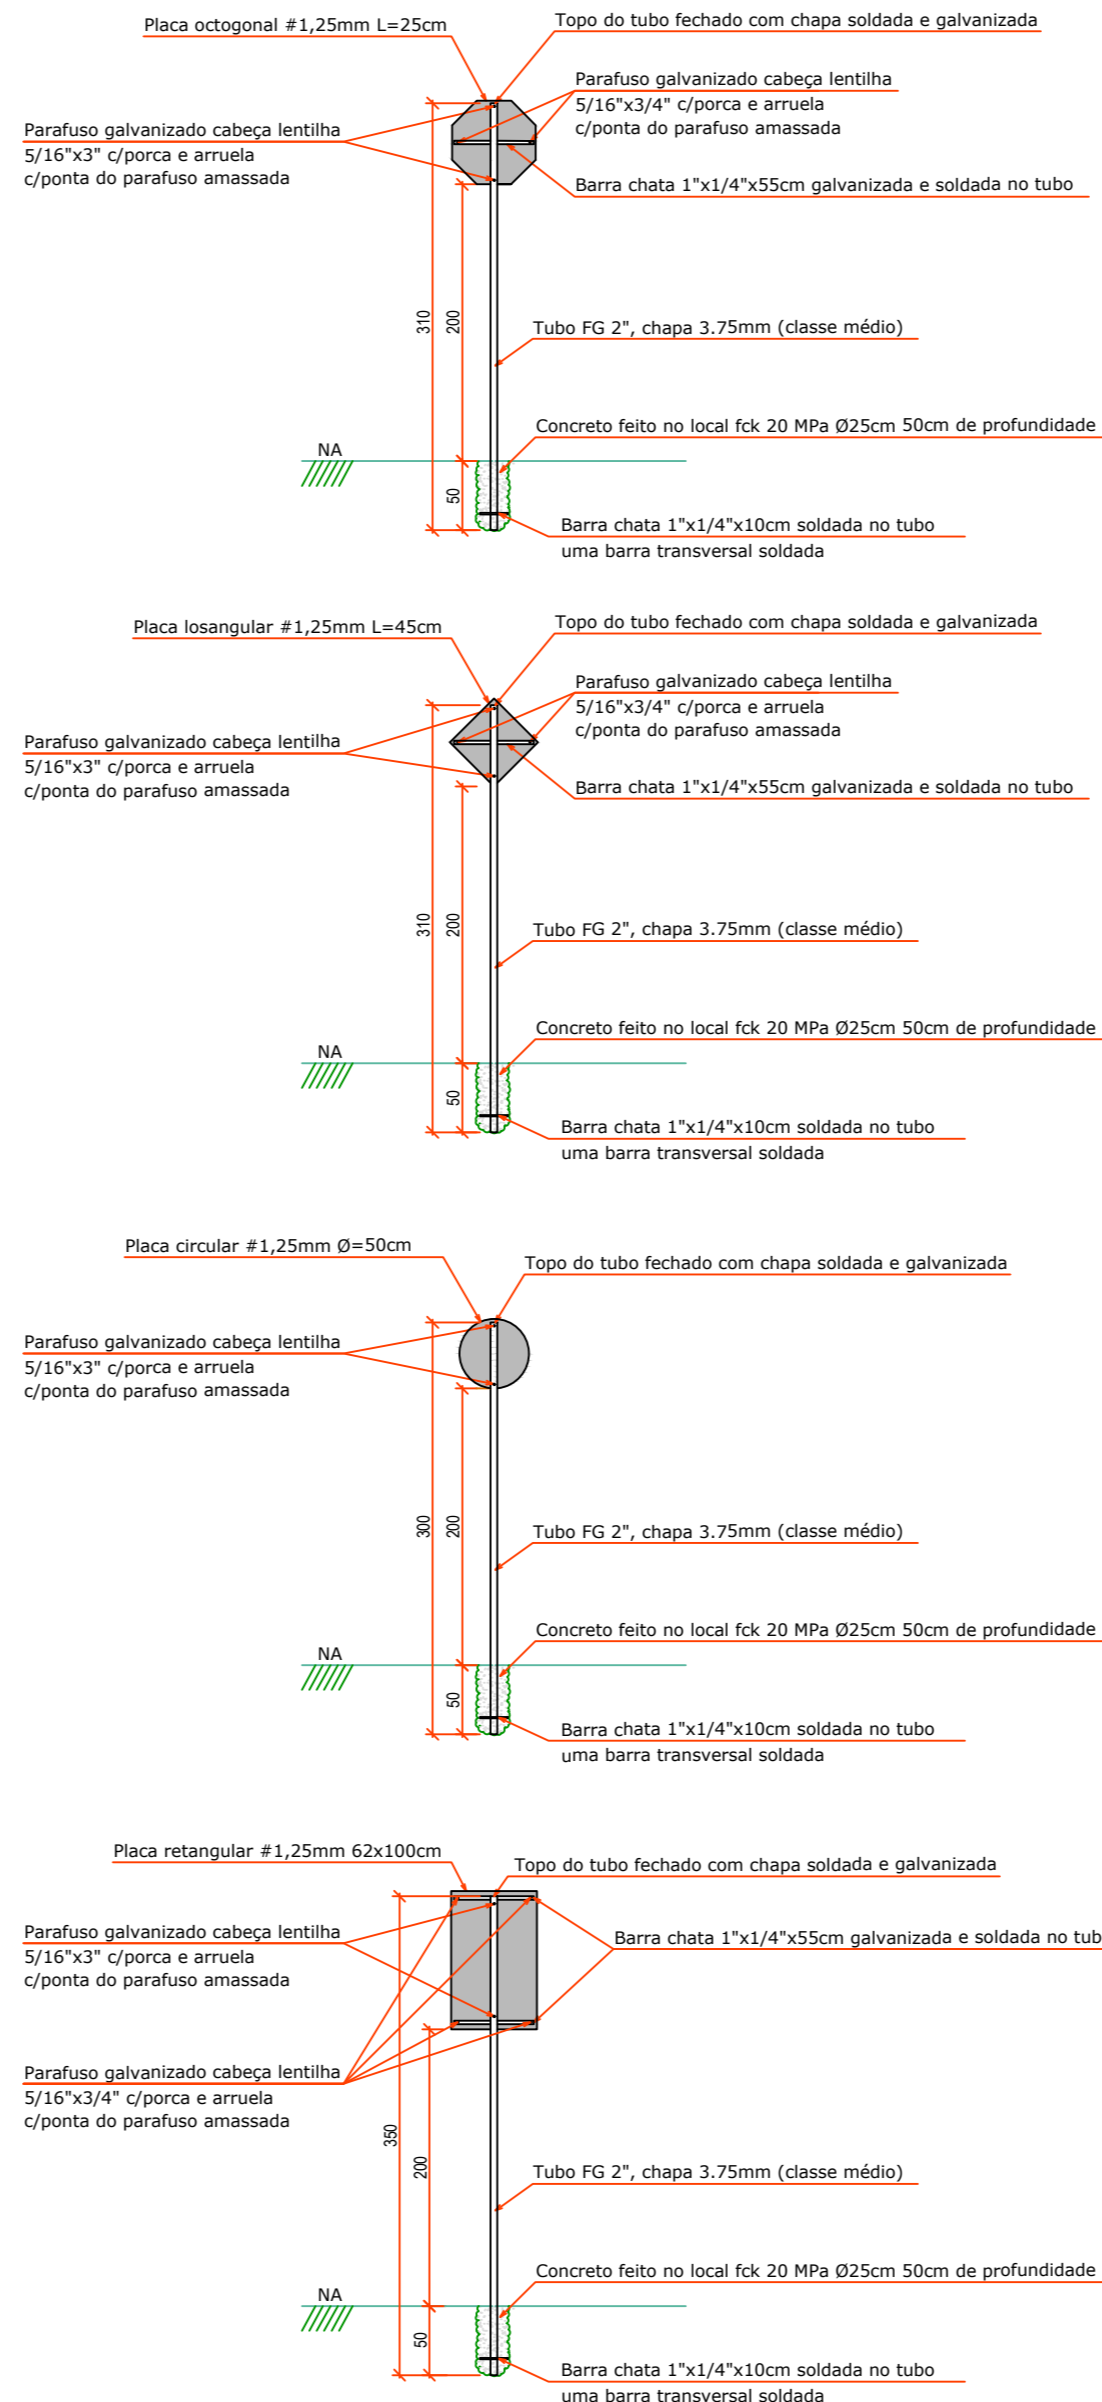 Placa octogonal #1,25mm L=25cm
Topo do tubo fechado com chapa soldada e galvanizada
Parafuso galvanizado cabeça lentilha
5/16"x3/4" c/porca e arruela
c/ponta do parafuso amassada
Parafuso galvanizado cabeça lentilha
5/16"x3" c/porca e arruela
c/ponta do parafuso amassada
Barra chata 1"x1/4"x55cm galvanizada e soldada no tubo
310
200
Tubo FG 2", chapa 3.75mm (classe médio)
Concreto feito no local fck 20 MPa Ø25cm 50cm de profundidade
NA
50
Barra chata 1"x1/4"x10cm soldada no tubo
uma barra transversal soldada
Placa losangular #1,25mm L=45cm
Topo do tubo fechado com chapa soldada e galvanizada
Parafuso galvanizado cabeça lentilha
5/16"x3/4" c/porca e arruela
c/ponta do parafuso amassada
Parafuso galvanizado cabeça lentilha
5/16"x3" c/porca e arruela
c/ponta do parafuso amassada
Barra chata 1"x1/4"x55cm galvanizada e soldada no tubo
310
200
Tubo FG 2", chapa 3.75mm (classe médio)
Concreto feito no local fck 20 MPa Ø25cm 50cm de profundidade
NA
50
Barra chata 1"x1/4"x10cm soldada no tubo
uma barra transversal soldada
Placa circular #1,25mm Ø=50cm
Topo do tubo fechado com chapa soldada e galvanizada
Parafuso galvanizado cabeça lentilha
5/16"x3" c/porca e arruela
c/ponta do parafuso amassada
300
200
Tubo FG 2", chapa 3.75mm (classe médio)
Concreto feito no local fck 20 MPa Ø25cm 50cm de profundidade
NA
50
Barra chata 1"x1/4"x10cm soldada no tubo
uma barra transversal soldada
Placa retangular #1,25mm 62x100cm
Topo do tubo fechado com chapa soldada e galvanizada
Parafuso galvanizado cabeça lentilha
5/16"x3" c/porca e arruela
c/ponta do parafuso amassada
Barra chata 1"x1/4"x55cm galvanizada e soldada no tub
Parafuso galvanizado cabeça lentilha
5/16"x3/4" c/porca e arruela
c/ponta do parafuso amassada
350
200
Tubo FG 2", chapa 3.75mm (classe médio)
Concreto feito no local fck 20 MPa Ø25cm 50cm de profundidade
NA
50
Barra chata 1"x1/4"x10cm soldada no tubo
uma barra transversal soldada